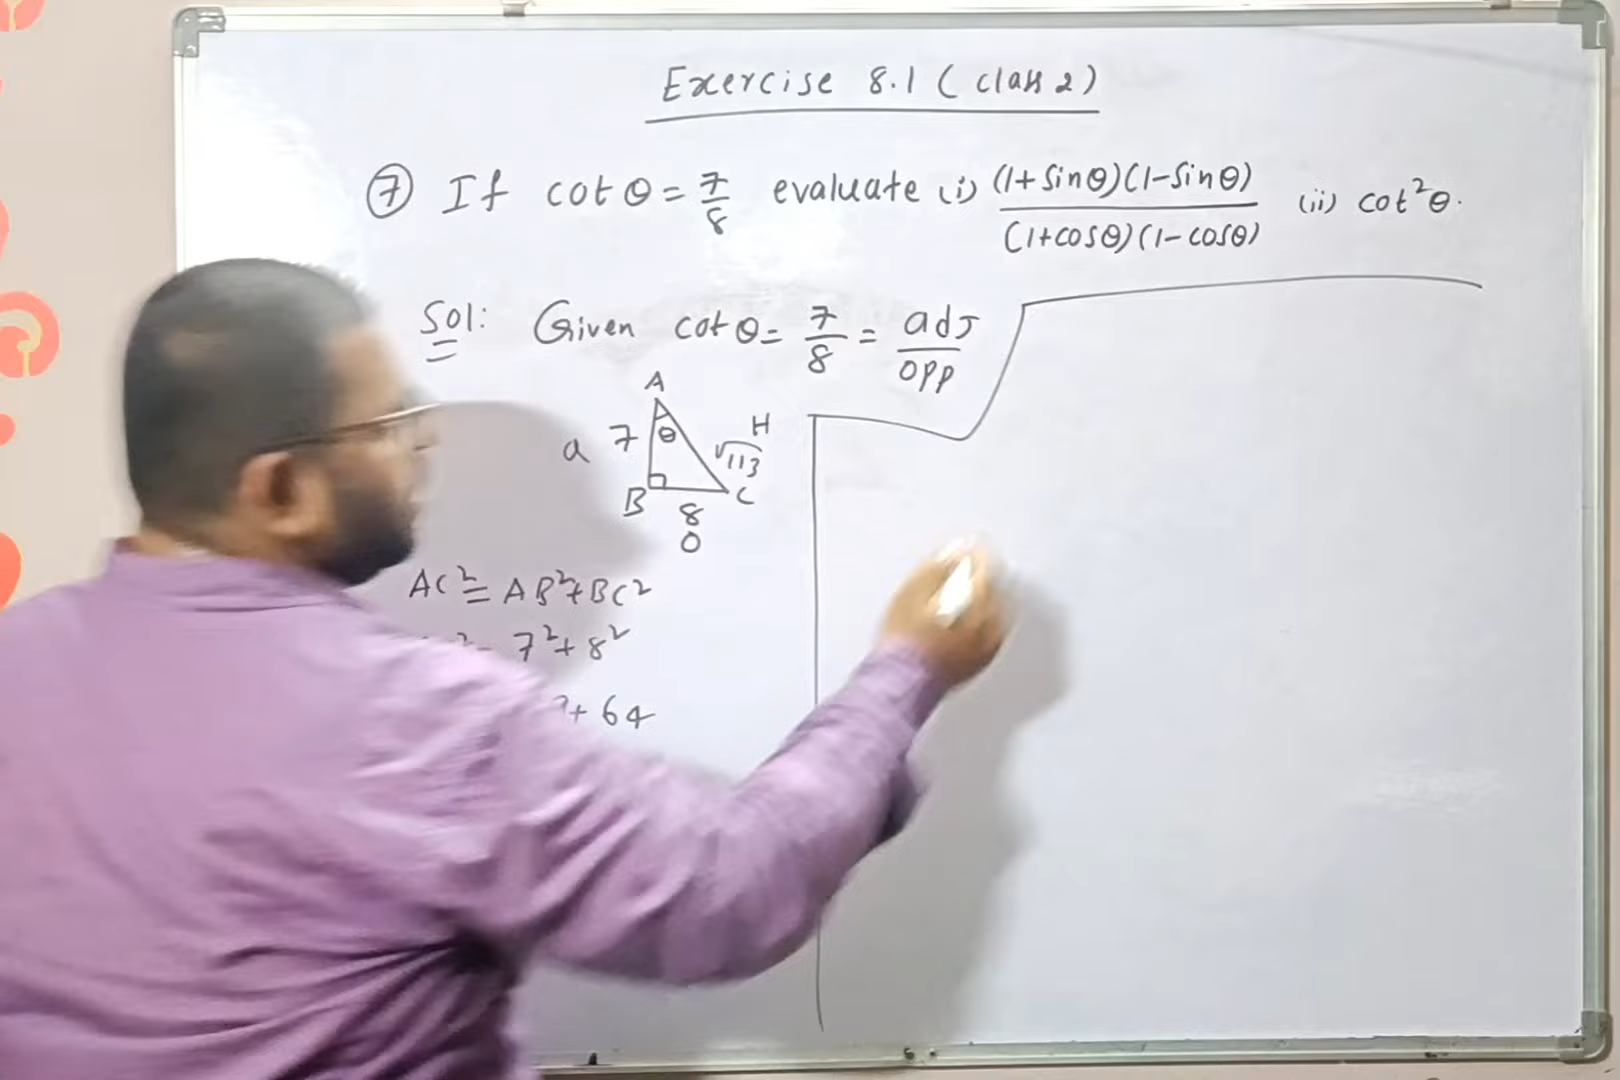 Exercise 8.1 ( class 2)
⑦ If cot θ = 7/8 evaluate (i) (1+sinθ)(1-sinθ)/(1+cosθ)(1-cosθ) (ii) cot²θ.
Sol: Given cot θ = 7/8 = adj/opp
A
a 7 θ H
√113
B C
8
O
AC² = AB²+BC²
7²+8²
+ 64